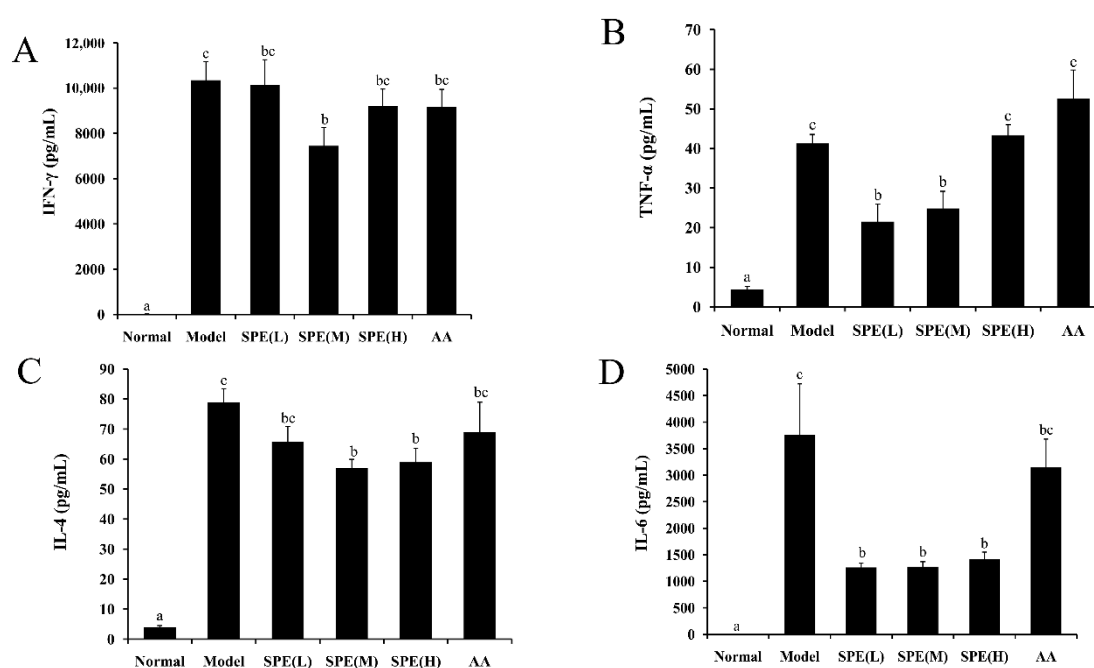 A
IFN-γ (pg/mL)
12,000
10,000
8000
6000
4000
2000
0
a
c
bc
b
bc
bc
Normal Model SPE(L) SPE(M) SPE(H) AA
B
TNF-α (pg/mL)
70
60
50
40
30
20
10
0
a
c
b
b
c
c
Normal Model SPE(L) SPE(M) SPE(H) AA
C
IL-4 (pg/mL)
90
80
70
60
50
40
30
20
10
0
a
c
bc
b
b
bc
Normal Model SPE(L) SPE(M) SPE(H) AA
D
IL-6 (pg/mL)
5000
4500
4000
3500
3000
2500
2000
1500
1000
500
0
a
c
b
b
b
bc
Normal Model SPE(L) SPE(M) SPE(H) AA